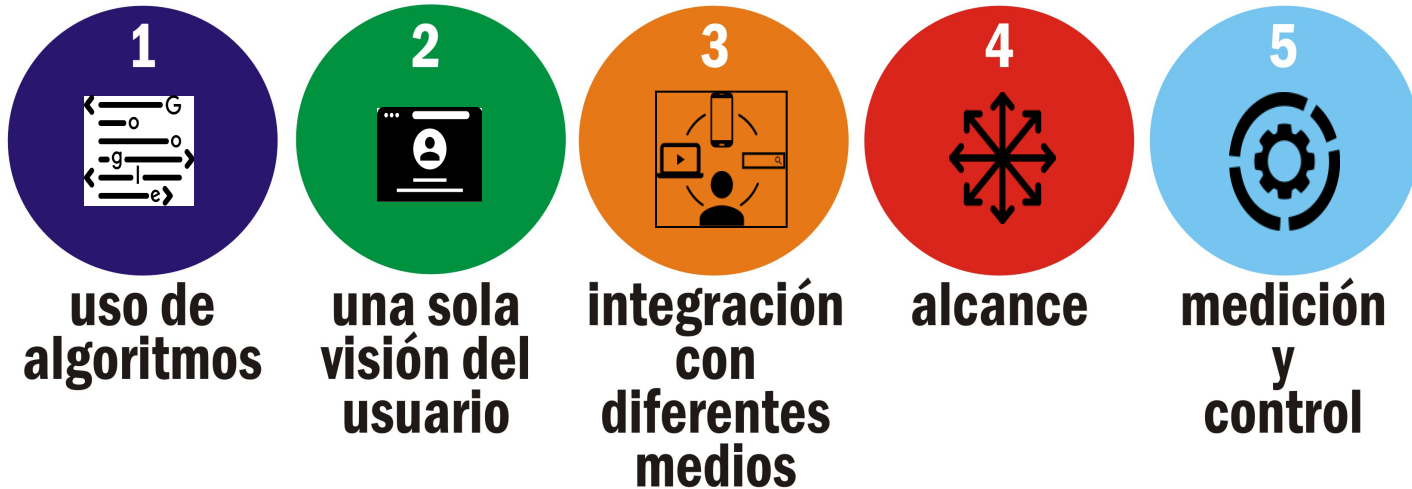 1
G
o
o
g
l
e
uso de
algoritmos
2
una sola
visión del
usuario
3
integración
con
diferentes
medios
4
alcance
5
medición
y
control